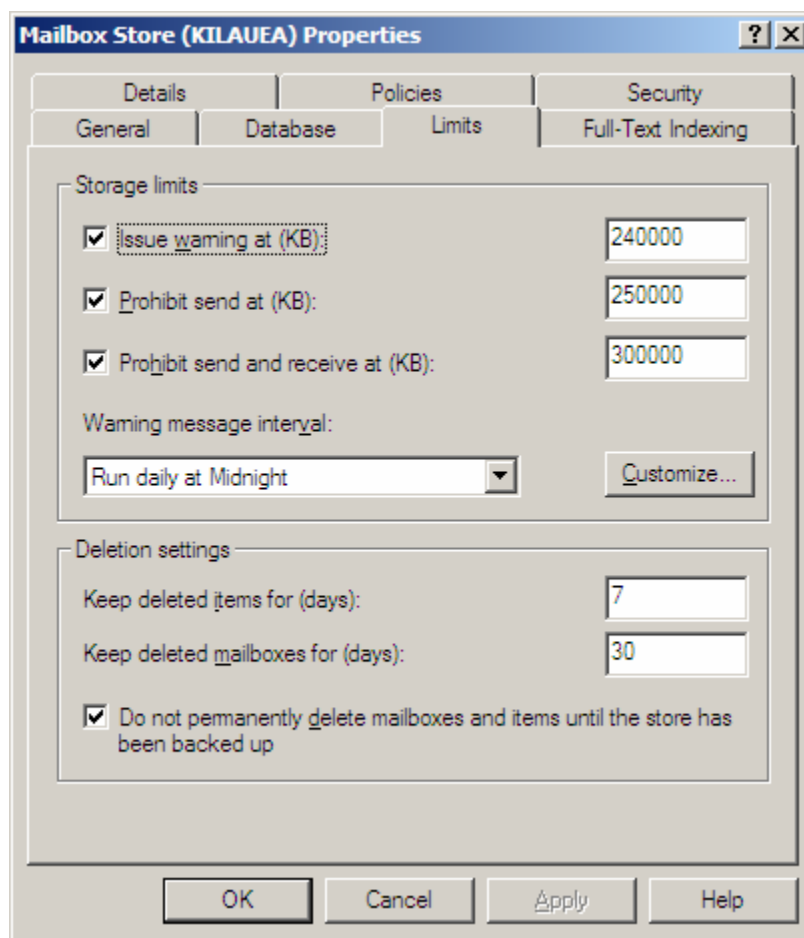 Mailbox Store (KILAUEA) Properties
Details Policies Security
General Database Limits Full-Text Indexing
Storage limits
Issue warning at (KB): 240000
Prohibit send at (KB): 250000
Prohibit send and receive at (KB): 300000
Warning message interval:
Run daily at Midnight Customize...
Deletion settings
Keep deleted items for (days): 7
Keep deleted mailboxes for (days): 30
Do not permanently delete mailboxes and items until the store has
been backed up
OK Cancel Apply Help